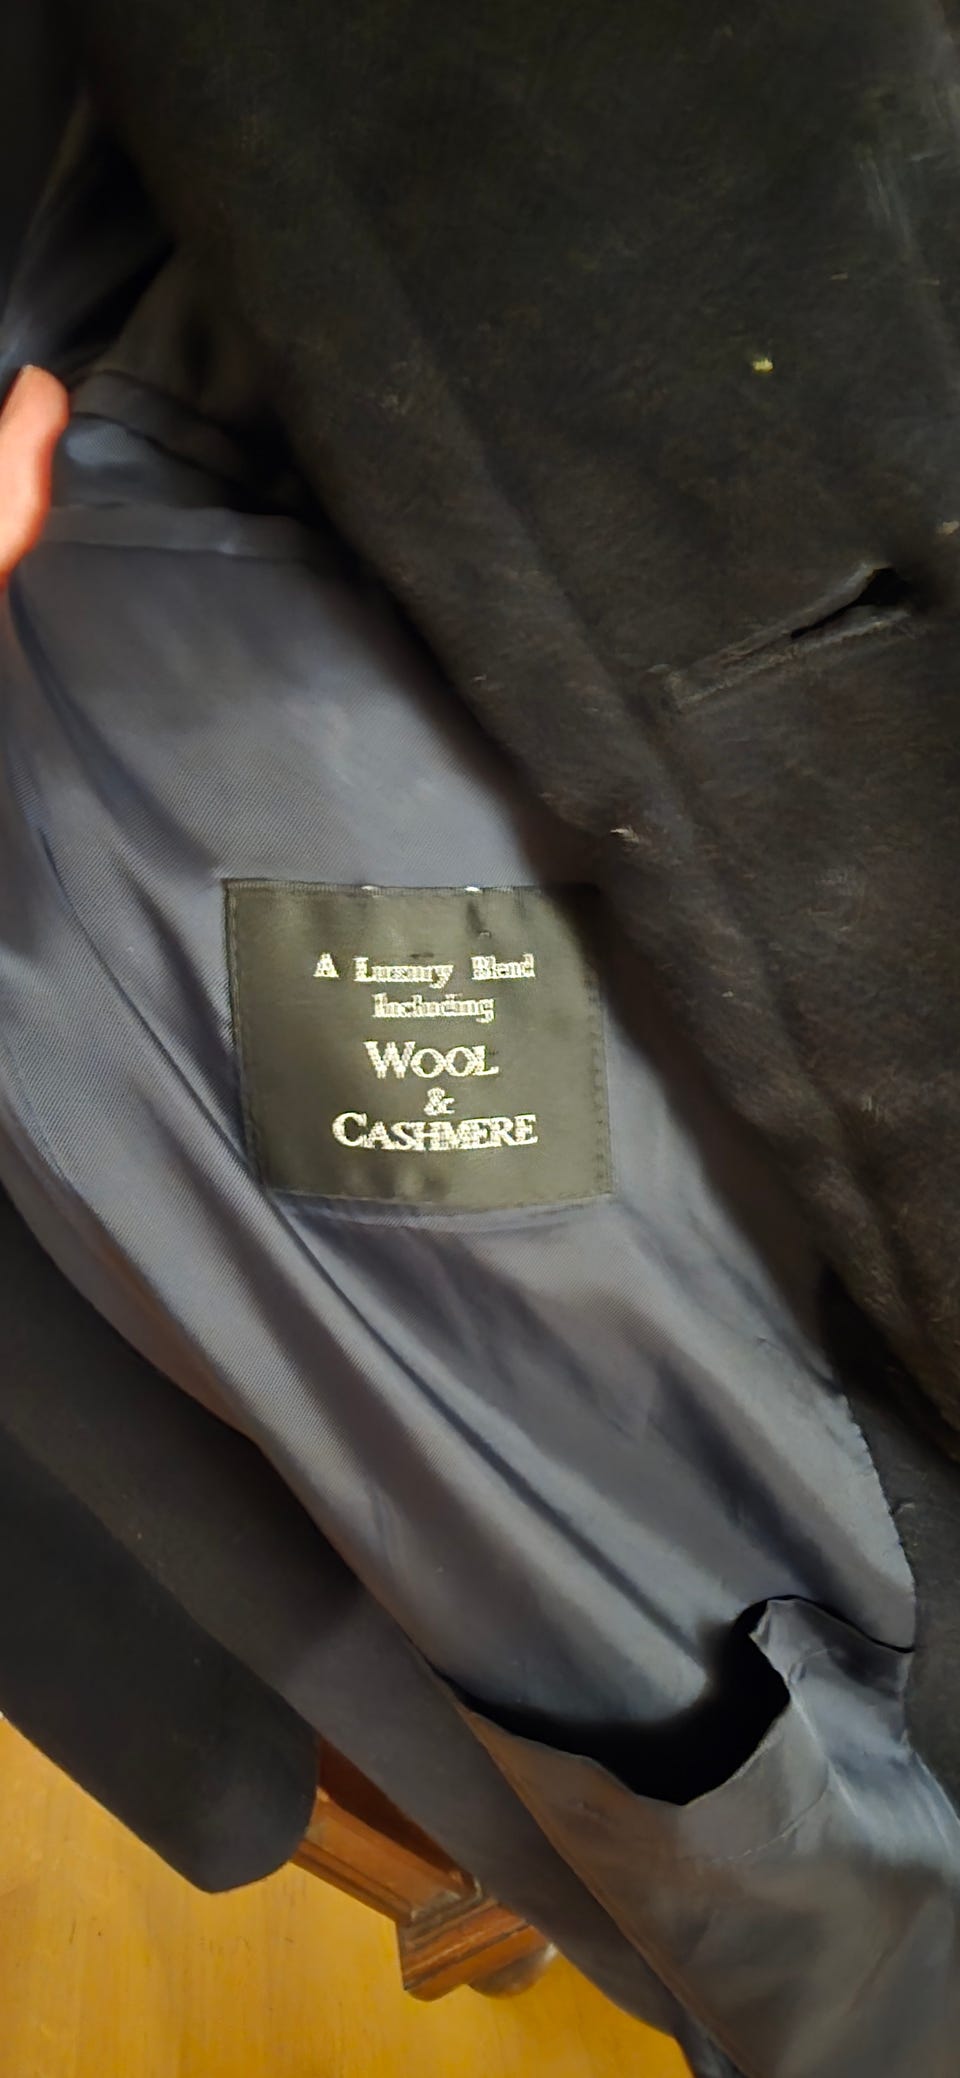 A Luxury Blend
Including
WOOL
&
CASHMERE